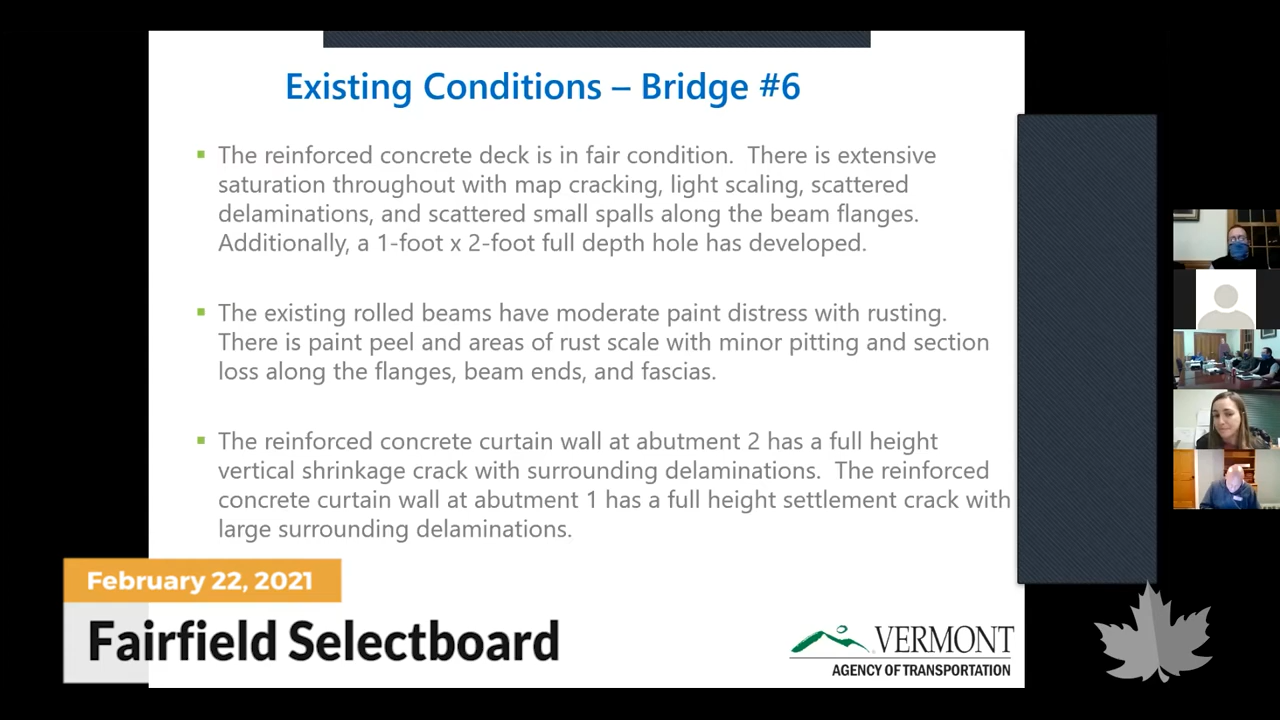 Existing Conditions – Bridge #6
The reinforced concrete deck is in fair condition.  There is extensive
saturation throughout with map cracking, light scaling, scattered
delaminations, and scattered small spalls along the beam flanges.
Additionally, a 1-foot x 2-foot full depth hole has developed.
The existing rolled beams have moderate paint distress with rusting.
There is paint peel and areas of rust scale with minor pitting and section
loss along the flanges, beam ends, and fascias.
The reinforced concrete curtain wall at abutment 2 has a full height
vertical shrinkage crack with surrounding delaminations.  The reinforced
concrete curtain wall at abutment 1 has a full height settlement crack with
large surrounding delaminations.
February 22, 2021
Fairfield Selectboard
VERMONT
AGENCY OF TRANSPORTATION